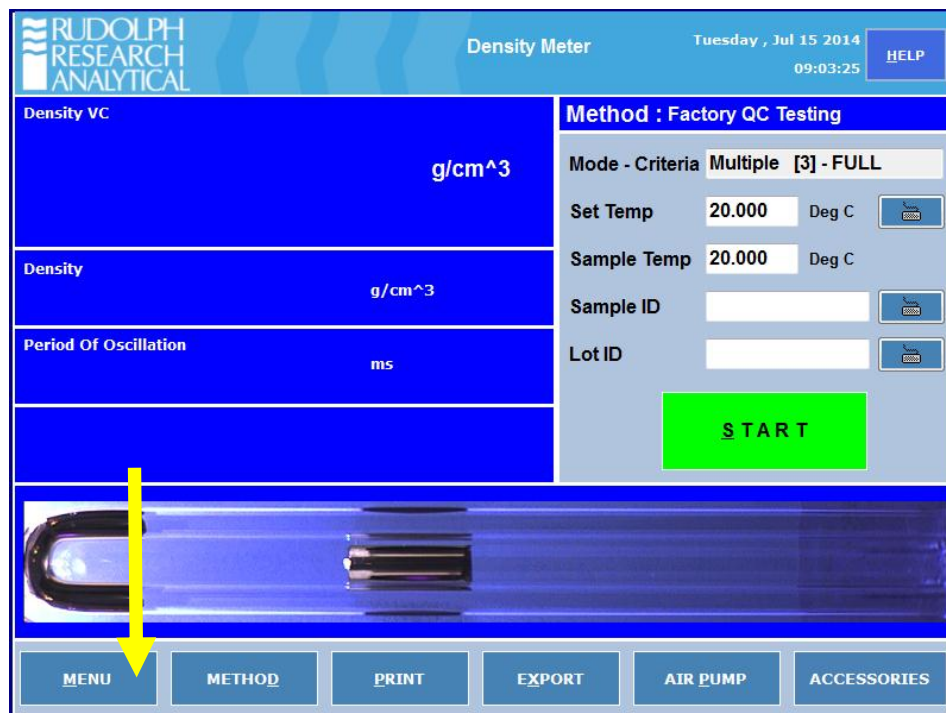 RUDOLPH
RESEARCH
ANALYTICAL
Density Meter
Tuesday , Jul 15 2014
09:03:25
HELP
Density VC
g/cm^3
Density
g/cm^3
Period Of Oscillation
ms
Method : Factory QC Testing
Mode - Criteria Multiple [3] - FULL
Set Temp 20.000 Deg C
Sample Temp 20.000 Deg C
Sample ID
Lot ID
START
MENU METHOD PRINT EXPORT AIR PUMP ACCESSORIES